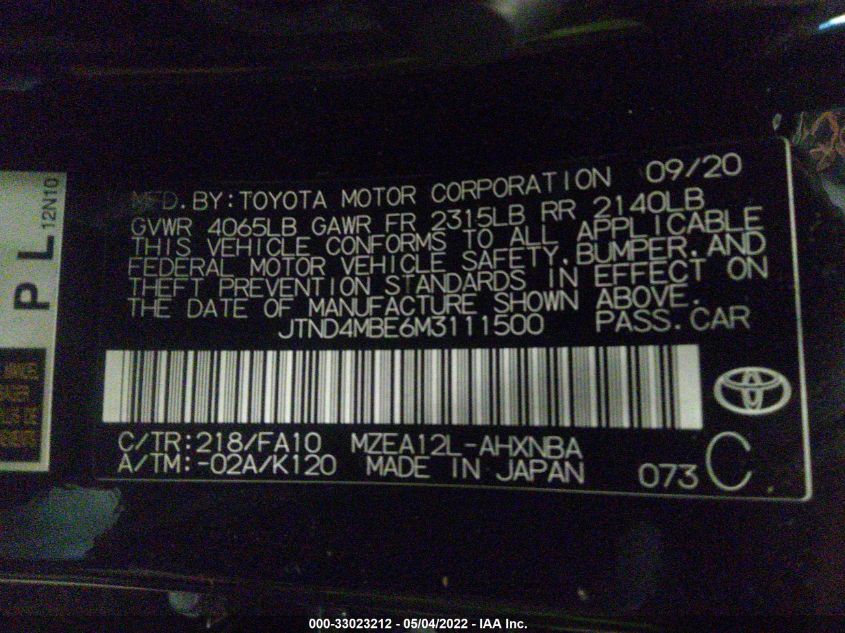 MFD. BY: TOYOTA MOTOR CORPORATION 09/20
GVWR 4065LB GAWR FR 2315LB RR 2140LB
THIS VEHICLE CONFORMS TO ALL APPLICABLE
FEDERAL MOTOR VEHICLE SAFETY, BUMPER, AND
THEFT PREVENTION STANDARDS IN EFFECT ON
THE DATE OF MANUFACTURE SHOWN ABOVE.
JTND4MBE6M3111500 PASS. CAR
C/TR: 218/FA10 MZEA12L-AHXNBA
A/TM: -02A/K120 MADE IN JAPAN 073 C
P L 12N10
MANUEL
PLUS DE
000-33023212 - 05/04/2022 - IAA Inc.